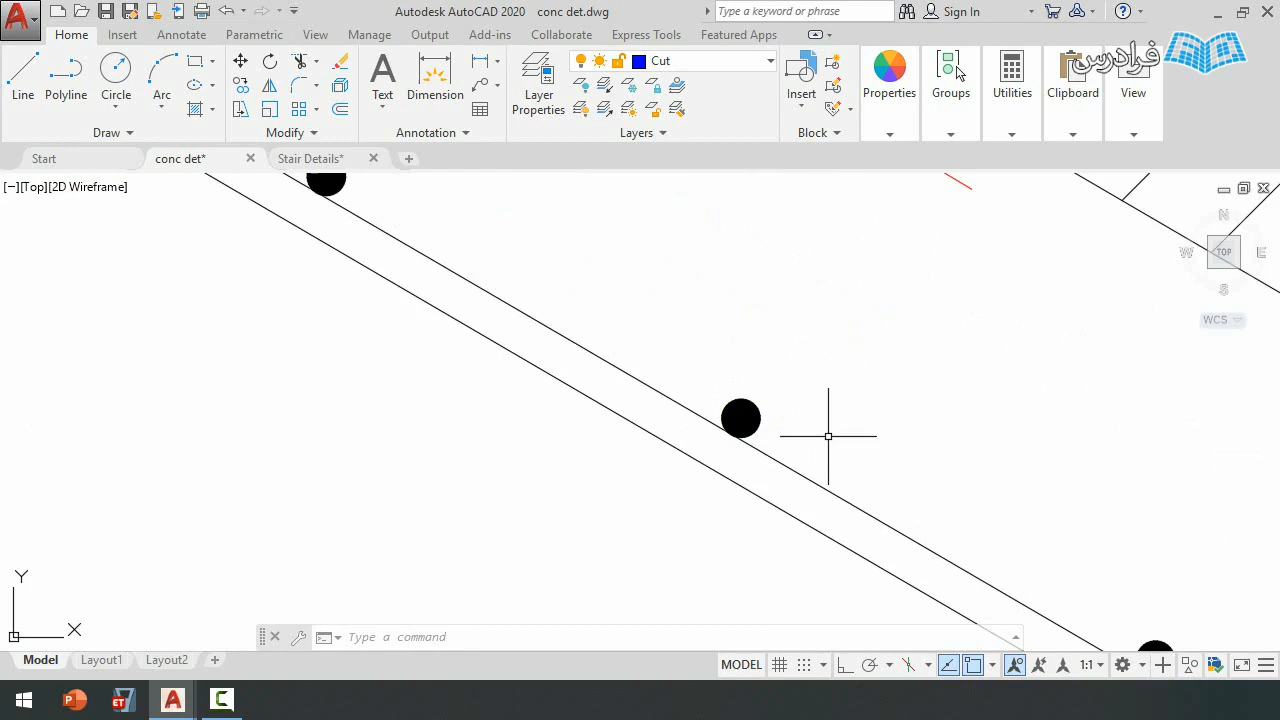 Autodesk AutoCAD 2020 conc det.dwg
Type a keyword or phrase
Sign In
Home Insert Annotate Parametric View Manage Output Add-ins Collaborate Express Tools Featured Apps
فرادرس
Line Polyline Circle Arc Text Dimension Layer Properties Cut Insert Properties Groups Utilities Clipboard View
Draw Modify Annotation Layers Block
Start conc det* Stair Details*
[−][Top][2D Wireframe]
N
W TOP E
S
WCS
Y
X
Type a command
Model Layout1 Layout2 MODEL 1:1
ET